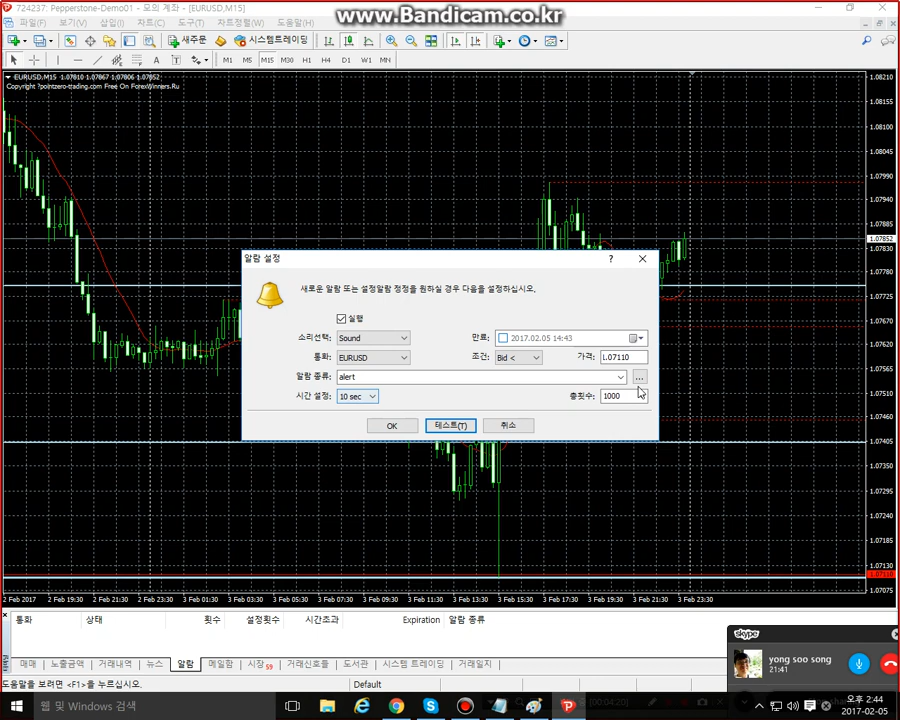 724237: Pepperstone-Demo01 - 모의 계좌 - [EURUSD,M15]
www.Bandicam.co.kr
파일(F) 보기(V) 삽입(I) 차트(C) 도구(T) 차트정렬(W) 도움말(H)
새주문 시스템트레이딩
A T M1 M5 M15 M30 H1 H4 D1 W1 MN
EURUSD,M15 1.07810 1.07867 1.07806 1.07852
Copyright ?pointzero-trading.com Free On ForexWinners.Ru
1.08210
1.08155
1.08100
1.08045
1.07990
1.07940
1.07885
1.07852
1.07830
1.07780
1.07725
1.07670
1.07620
1.07565
1.07510
1.07460
1.07405
1.07350
1.07295
1.07240
1.07185
1.07130
1.07110
1.07075
알람 설정 ?
새로운 알람 또는 설정알람 정정을 원하실 경우 다음을 설정하십시오.
실행
소리선택: Sound 만료: 2017.02.05 14:43
통화: EURUSD 조건: Bid < 가격: 1.07110
알람 종류: alert ...
시간 설정: 10 sec 총횟수: 1000
OK 테스트(T) 취소
2 Feb 2017 2 Feb 19:30 2 Feb 21:30 2 Feb 23:30 3 Feb 01:30 3 Feb 03:30 3 Feb 05:30 3 Feb 07:30 3 Feb 09:30 3 Feb 11:30 3 Feb 13:30 3 Feb 15:30 3 Feb 17:30 3 Feb 19:30 3 Feb 21:30 3 Feb 23:30
통화 상태 횟수 설정횟수 시간초과 Expiration 알람 종류
매매 노출금액 거래내역 뉴스 알람 메일함 시장 59 거래신호들 도서관 시스템 트레이딩 거래일지
도움말을 보려면 <F1>을 누르십시오. Default
skype
yong soo song
21:41
웹 및 Windows 검색
[00:04:20]
오후 2:44
2017-02-05